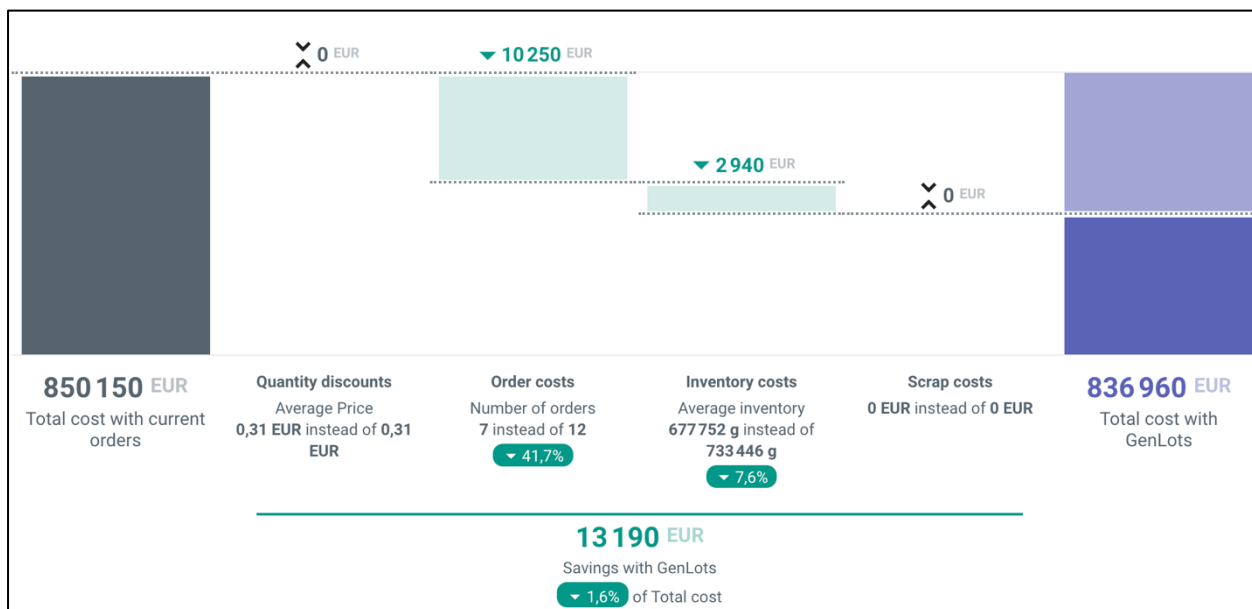 0 EUR
10 250 EUR
2 940 EUR
0 EUR
850 150 EUR
Total cost with current
orders
Quantity discounts
Average Price
0,31 EUR instead of 0,31
EUR
Order costs
Number of orders
7 instead of 12
41,7%
Inventory costs
Average inventory
677 752 g instead of
733 446 g
7,6%
Scrap costs
0 EUR instead of 0 EUR
836 960 EUR
Total cost with
GenLots
13 190 EUR
Savings with GenLots
1,6% of Total cost